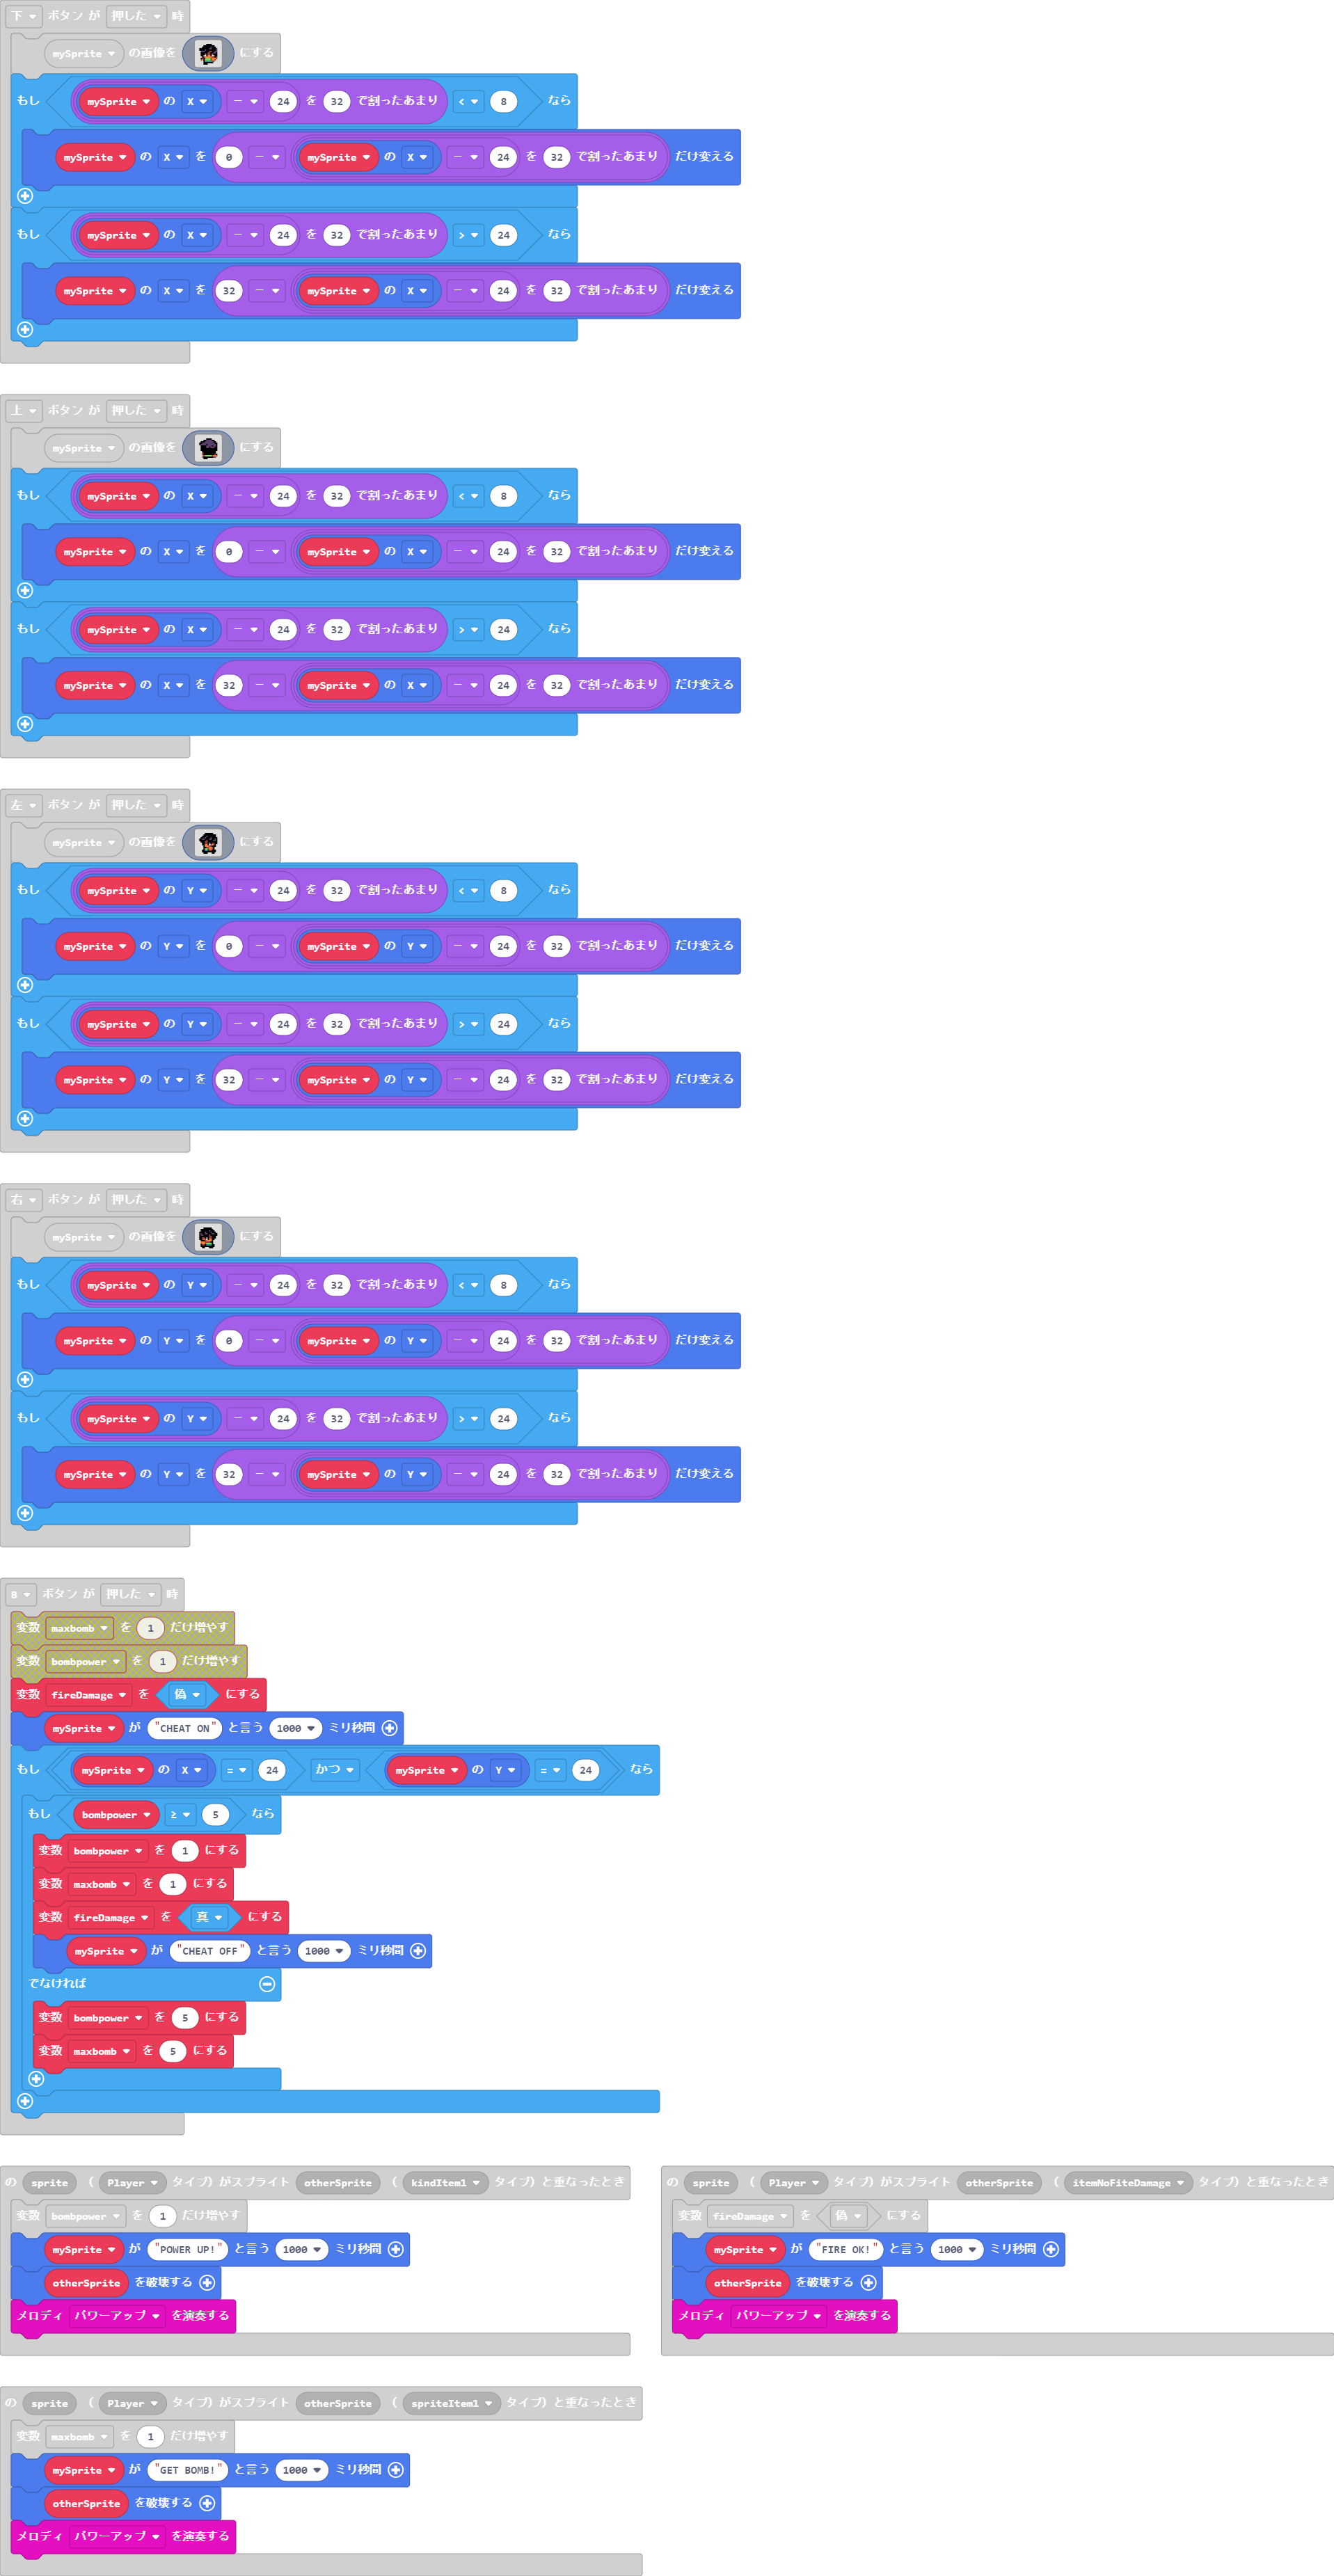 下 ボタン が 押した 時
mySprite の画像を にする
もし mySprite の X - 24 を 32 で割ったあまり < 8 なら
mySprite の X を 0 - mySprite の X - 24 を 32 で割ったあまり だけ変える
もし mySprite の X - 24 を 32 で割ったあまり > 24 なら
mySprite の X を 32 - mySprite の X - 24 を 32 で割ったあまり だけ変える
上 ボタン が 押した 時
mySprite の画像を にする
もし mySprite の X - 24 を 32 で割ったあまり < 8 なら
mySprite の X を 0 - mySprite の X - 24 を 32 で割ったあまり だけ変える
もし mySprite の X - 24 を 32 で割ったあまり > 24 なら
mySprite の X を 32 - mySprite の X - 24 を 32 で割ったあまり だけ変える
左 ボタン が 押した 時
mySprite の画像を にする
もし mySprite の Y - 24 を 32 で割ったあまり < 8 なら
mySprite の Y を 0 - mySprite の Y - 24 を 32 で割ったあまり だけ変える
もし mySprite の Y - 24 を 32 で割ったあまり > 24 なら
mySprite の Y を 32 - mySprite の Y - 24 を 32 で割ったあまり だけ変える
右 ボタン が 押した 時
mySprite の画像を にする
もし mySprite の Y - 24 を 32 で割ったあまり < 8 なら
mySprite の Y を 0 - mySprite の Y - 24 を 32 で割ったあまり だけ変える
もし mySprite の Y - 24 を 32 で割ったあまり > 24 なら
mySprite の Y を 32 - mySprite の Y - 24 を 32 で割ったあまり だけ変える
B ボタン が 押した 時
変数 maxbomb を 1 だけ増やす
変数 bombpower を 1 だけ増やす
変数 fireDamage を 偽 にする
mySprite が "CHEAT ON" と言う 1000 ミリ秒間
もし mySprite の X = 24 かつ mySprite の Y = 24 なら
もし bombpower ≥ 5 なら
変数 bombpower を 1 にする
変数 maxbomb を 1 にする
変数 fireDamage を 真 にする
mySprite が "CHEAT OFF" と言う 1000 ミリ秒間
でなければ
変数 bombpower を 5 にする
変数 maxbomb を 5 にする
の sprite ( Player タイプ) がスプライト otherSprite ( kindItem1 タイプ) と重なったとき
変数 bombpower を 1 だけ増やす
mySprite が "POWER UP!" と言う 1000 ミリ秒間
otherSprite を破壊する
メロディ パワーアップ を演奏する
の sprite ( Player タイプ) がスプライト otherSprite ( itemNoFiteDamage タイプ) と重なったとき
変数 fireDamage を 偽 にする
mySprite が "FIRE OK!" と言う 1000 ミリ秒間
otherSprite を破壊する
メロディ パワーアップ を演奏する
の sprite ( Player タイプ) がスプライト otherSprite ( spriteItem1 タイプ) と重なったとき
変数 maxbomb を 1 だけ増やす
mySprite が "GET BOMB!" と言う 1000 ミリ秒間
otherSprite を破壊する
メロディ パワーアップ を演奏する